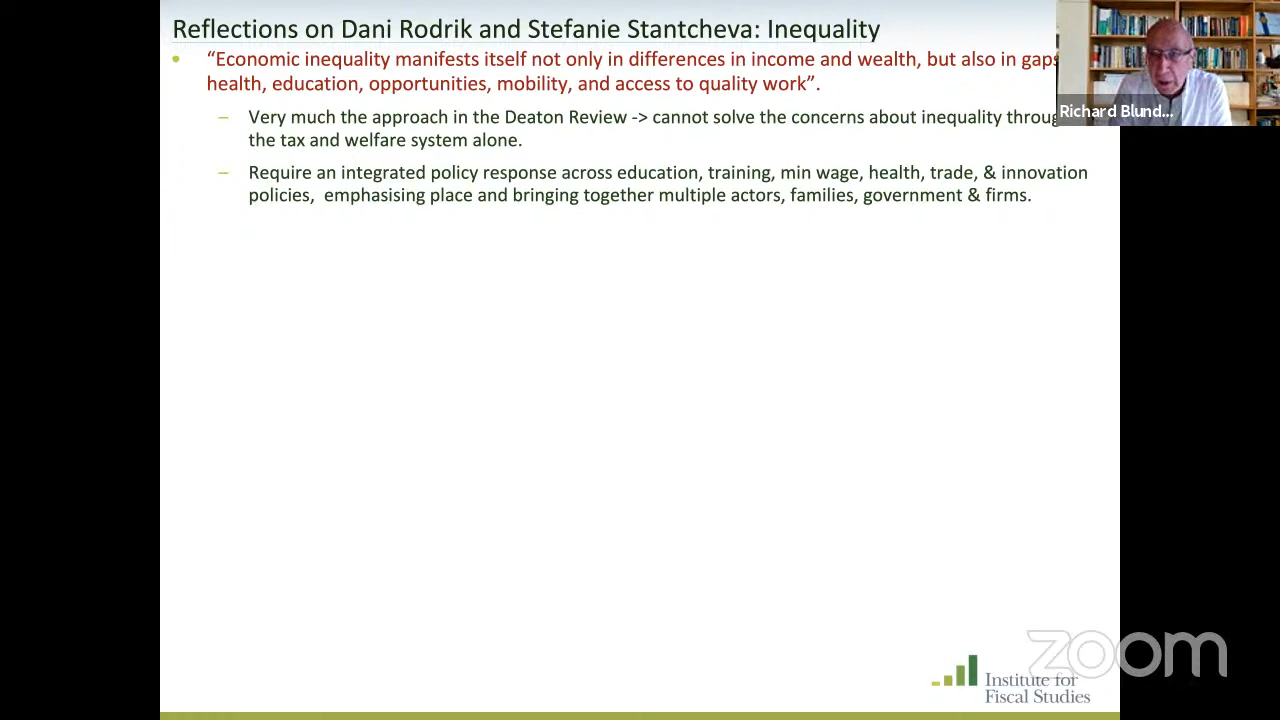 Reflections on Dani Rodrik and Stefanie Stantcheva: Inequality
“Economic inequality manifests itself not only in differences in income and wealth, but also in gaps
health, education, opportunities, mobility, and access to quality work”.
Richard Blund...
– Very much the approach in the Deaton Review -> cannot solve the concerns about inequality throug
the tax and welfare system alone.
– Require an integrated policy response across education, training, min wage, health, trade, & innovation
policies, emphasising place and bringing together multiple actors, families, government & firms.
zoom
Institute for
Fiscal Studies